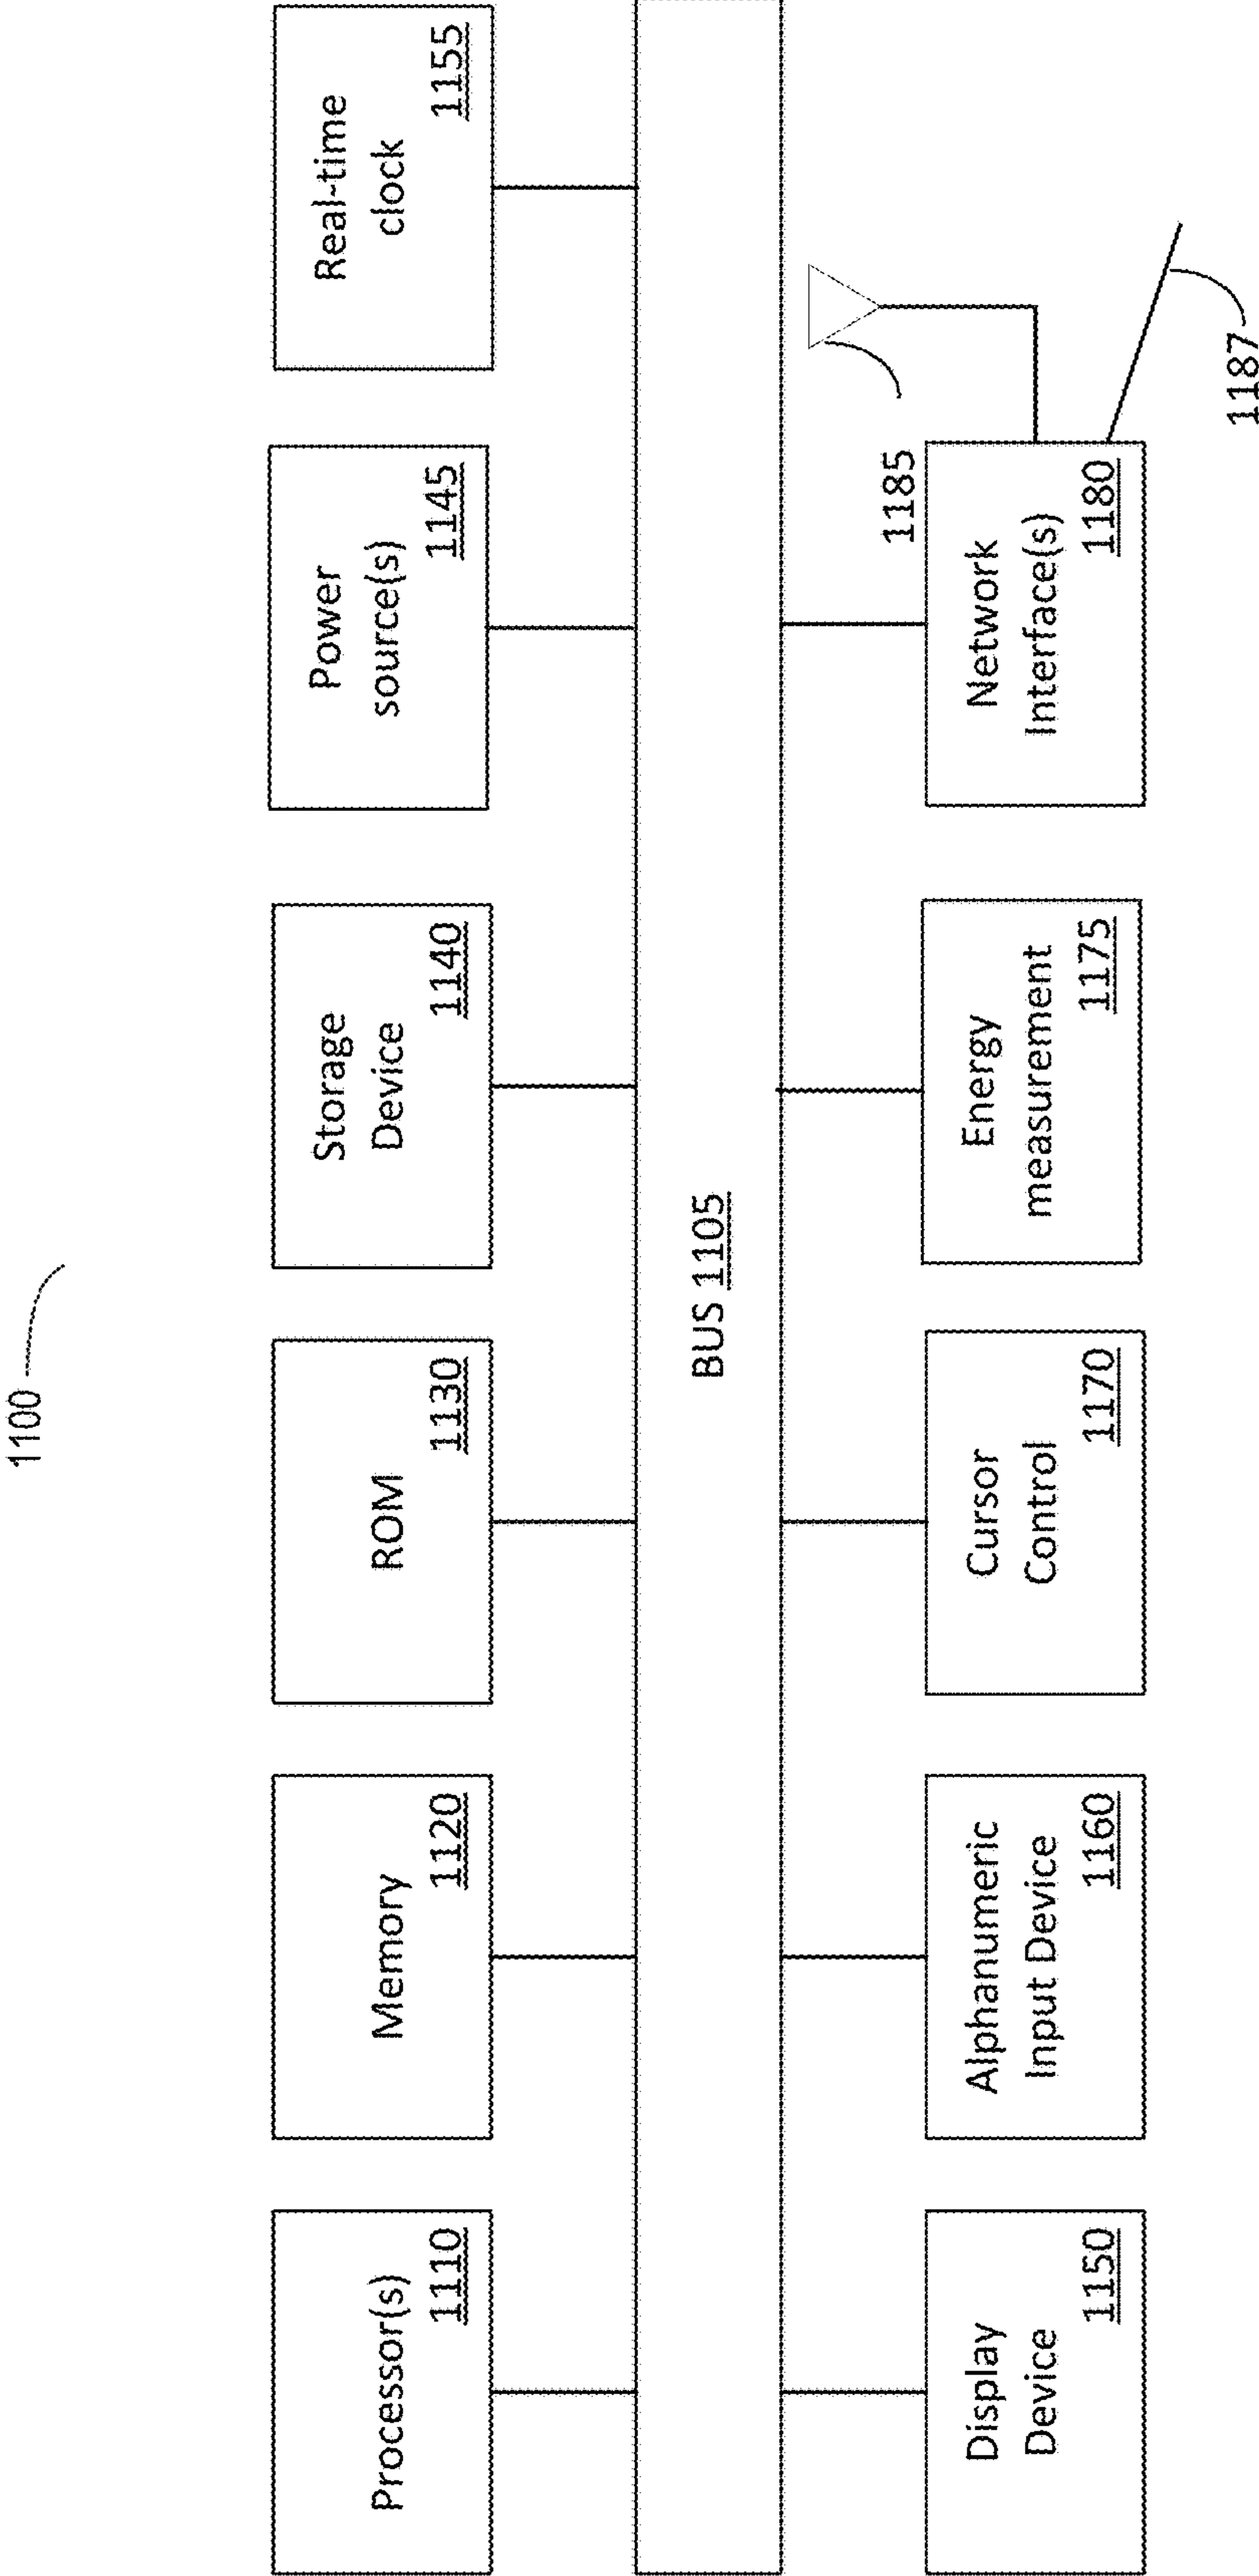 1100
Processor(s)
1110
Memory
1120
ROM
1130
Storage
Device
1140
Power
source(s)
1145
Real-time
clock
1155
BUS 1105
Display
Device
1150
Alphanumeric
Input Device
1160
Cursor
Control
1170
Energy
measurement
1175
Network
Interface(s)
1180
1185
1187